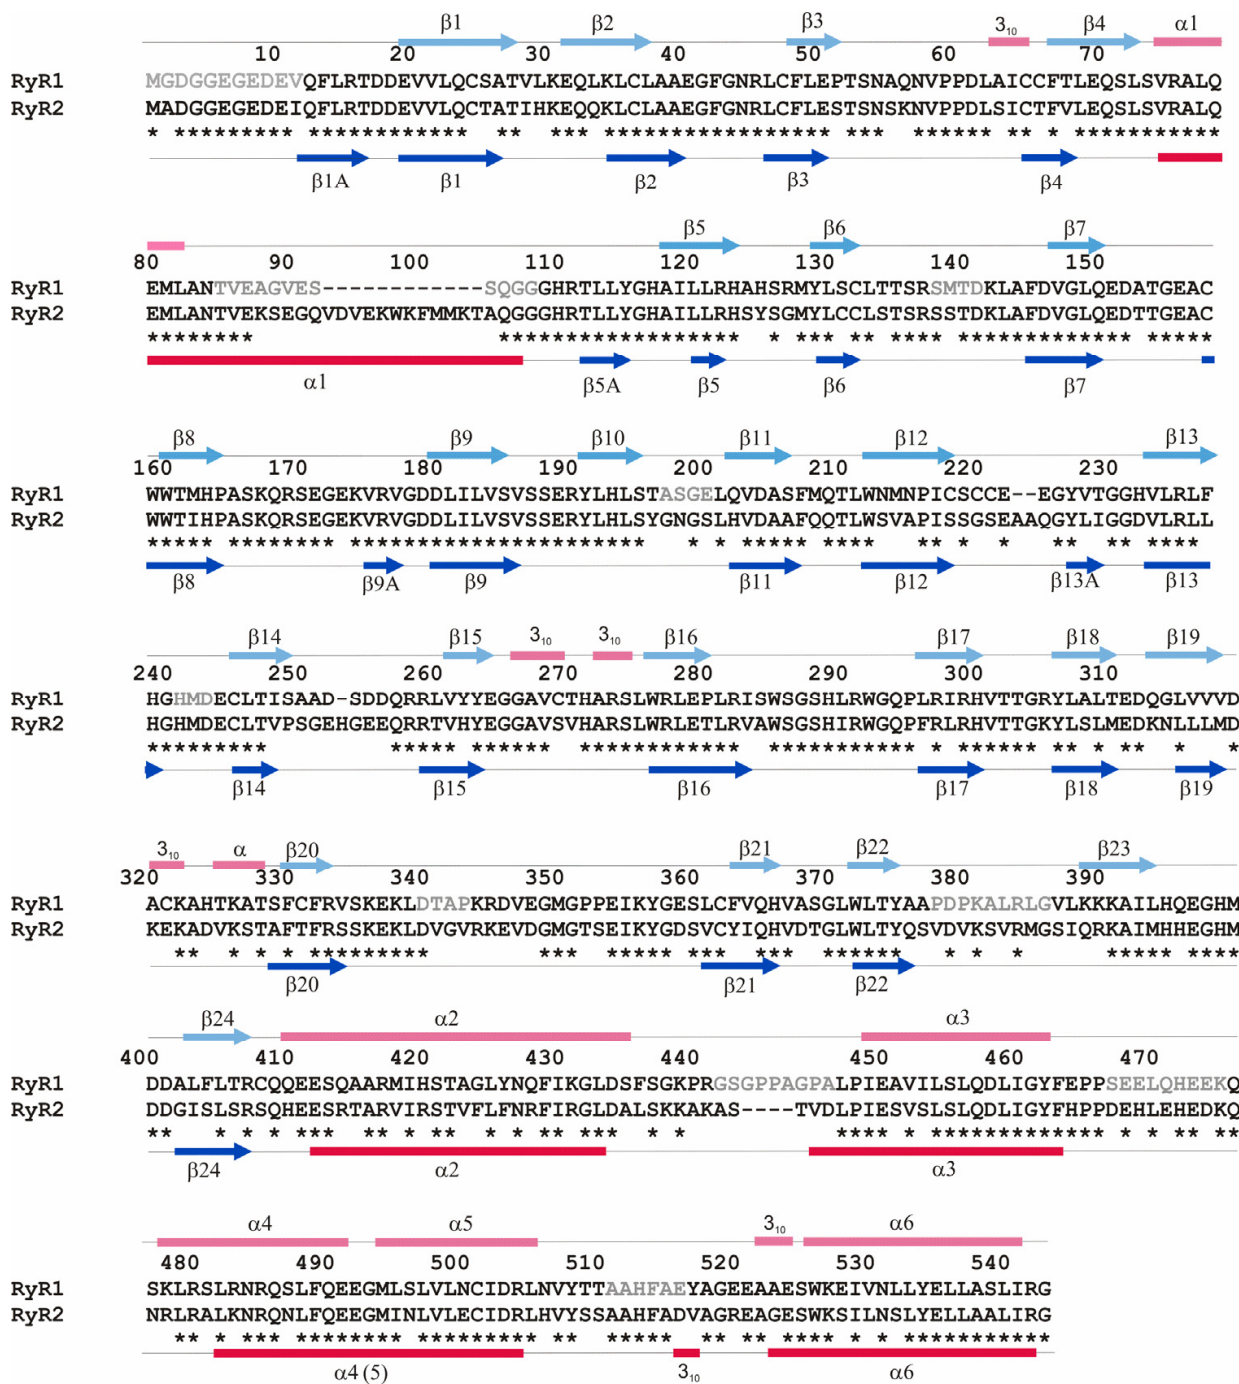 β1 β2 β3 3₁₀ β4 α1
10 20 30 40 50 60 70
RyR1 MGDGGEGEDEVQFLRTDDEVVLQCSATVLKEQLKLCLAAEGFGNRLCFLEPTSNAQNVPPDLAICCFTLEQSLSVRALQ
RyR2 MADGGEGEDEIQFLRTDDEVVLQCTATIHKEQQKLCLAAEGFGNRLCFLESTSNSKNVPPDLSICTFVLEQSLSVRALQ
β1A β1 β2 β3 β4
β5 β6 β7
80 90 100 110 120 130 140 150
RyR1 EMLANTVEAGVES------------SQGGGHRTLLYGHAILLRHAHSRMYLSCLTTSRSMTDKLAFDVGLQEDATGEAC
RyR2 EMLANTVEKSEGQVDVEKWKFMMKTAQGGGHRTLLYGHAILLRHSYSGMYLCCLSTSRSSTDKLAFDVGLQEDTTGEAC
α1 β5A β5 β6 β7
β8 β9 β10 β11 β12 β13
160 170 180 190 200 210 220 230
RyR1 WWTMHPASKQRSEGEKVRVGDDLILVSVSSERYLHLSTASGELQVDASFMQTLWNMNPICSCCE--EGYVTGGHVLRLF
RyR2 WWTIHPASKQRSEGEKVRVGDDLILVSVSSERYLHLSYGNGSLHVDAAFQQTLWSVAPISSGSEAAQGYLIGGDVLRLL
β8 β9A β9 β11 β12 β13A β13
β14 β15 3₁₀ 3₁₀ β16 β17 β18 β19
240 250 260 270 280 290 300 310
RyR1 HGHMDECLTISAAD-SDDQRRLVYYEGGAVCTHARSLWRLEPLRISWSGSHLRWGQPLRIRHVTTGRYLALTEDQGLVVVD
RyR2 HGHMDECLTVPSGEHGEEQRRTVHYEGGAVSVHARSLWRLETLRVAWSGSHIRWGQPFRLRHVTTGKYLSLMEDKNLLLMD
β14 β15 β16 β17 β18 β19
3₁₀ α β20 β21 β22 β23
320 330 340 350 360 370 380 390
RyR1 ACKAHTKATSFCFRVSKEKLDTAPKRDVEGMGPPEIKYGESLCFVQHVASGLWLTYAAPDPKALRLGVLKKKAILHQEGHM
RyR2 KEKADVKSTAFTFRSSKEKLDVGVRKEVDGMGTSEIKYGDSVCYIQHVDTGLWLTYQSVDVKSVRMGSIQRKAIMHHEGHM
β20 β21 β22
β24 α2 α3
400 410 420 430 440 450 460 470
RyR1 DDALFLTRCQQEESQAARMIHSTAGLYNQFIKGLDSFSGKPRGSGPPAGPALPIEAVILSLQDLIGYFEPPSEELQHEEKQ
RyR2 DDGISLSRSQHEESRTARVIRSTVFLFNRFIRGLDALSKKAKAS----TVDLPIESVSLSLQDLIGYFHPPDEHLEHEDKQ
β24 α2 α3
α4 α5 3₁₀ α6
480 490 500 510 520 530 540
RyR1 SKLRSLRNRQSLFQEEGMLSLVLNCIDRLNVYTTAAHFAEYAGEEAAESWKEIVNLLYELLASLIRG
RyR2 NRLRALKNRQNLFQEEGMINLVLECIDRLHVYSSAAHFADVAGREAGESWKSILNSLYELLAALIRG
α4 (5) 3₁₀ α6